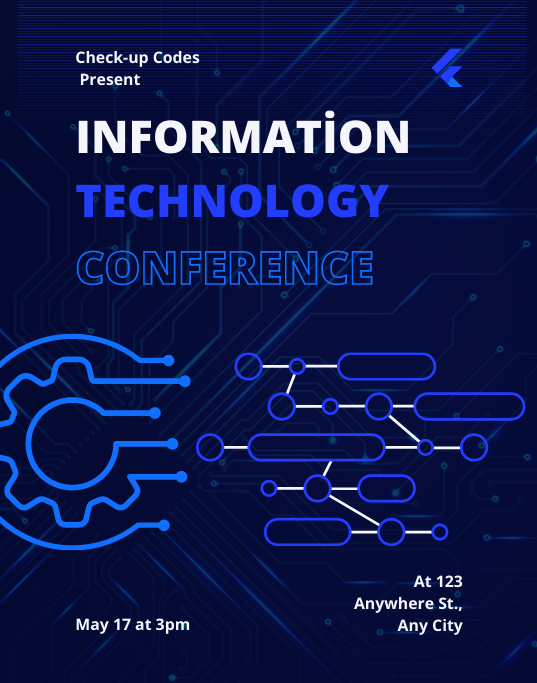 Check-up Codes
Present
INFORMATİON
TECHNOLOGY
CONFERENCE
At 123
Anywhere St.,
Any City
May 17 at 3pm